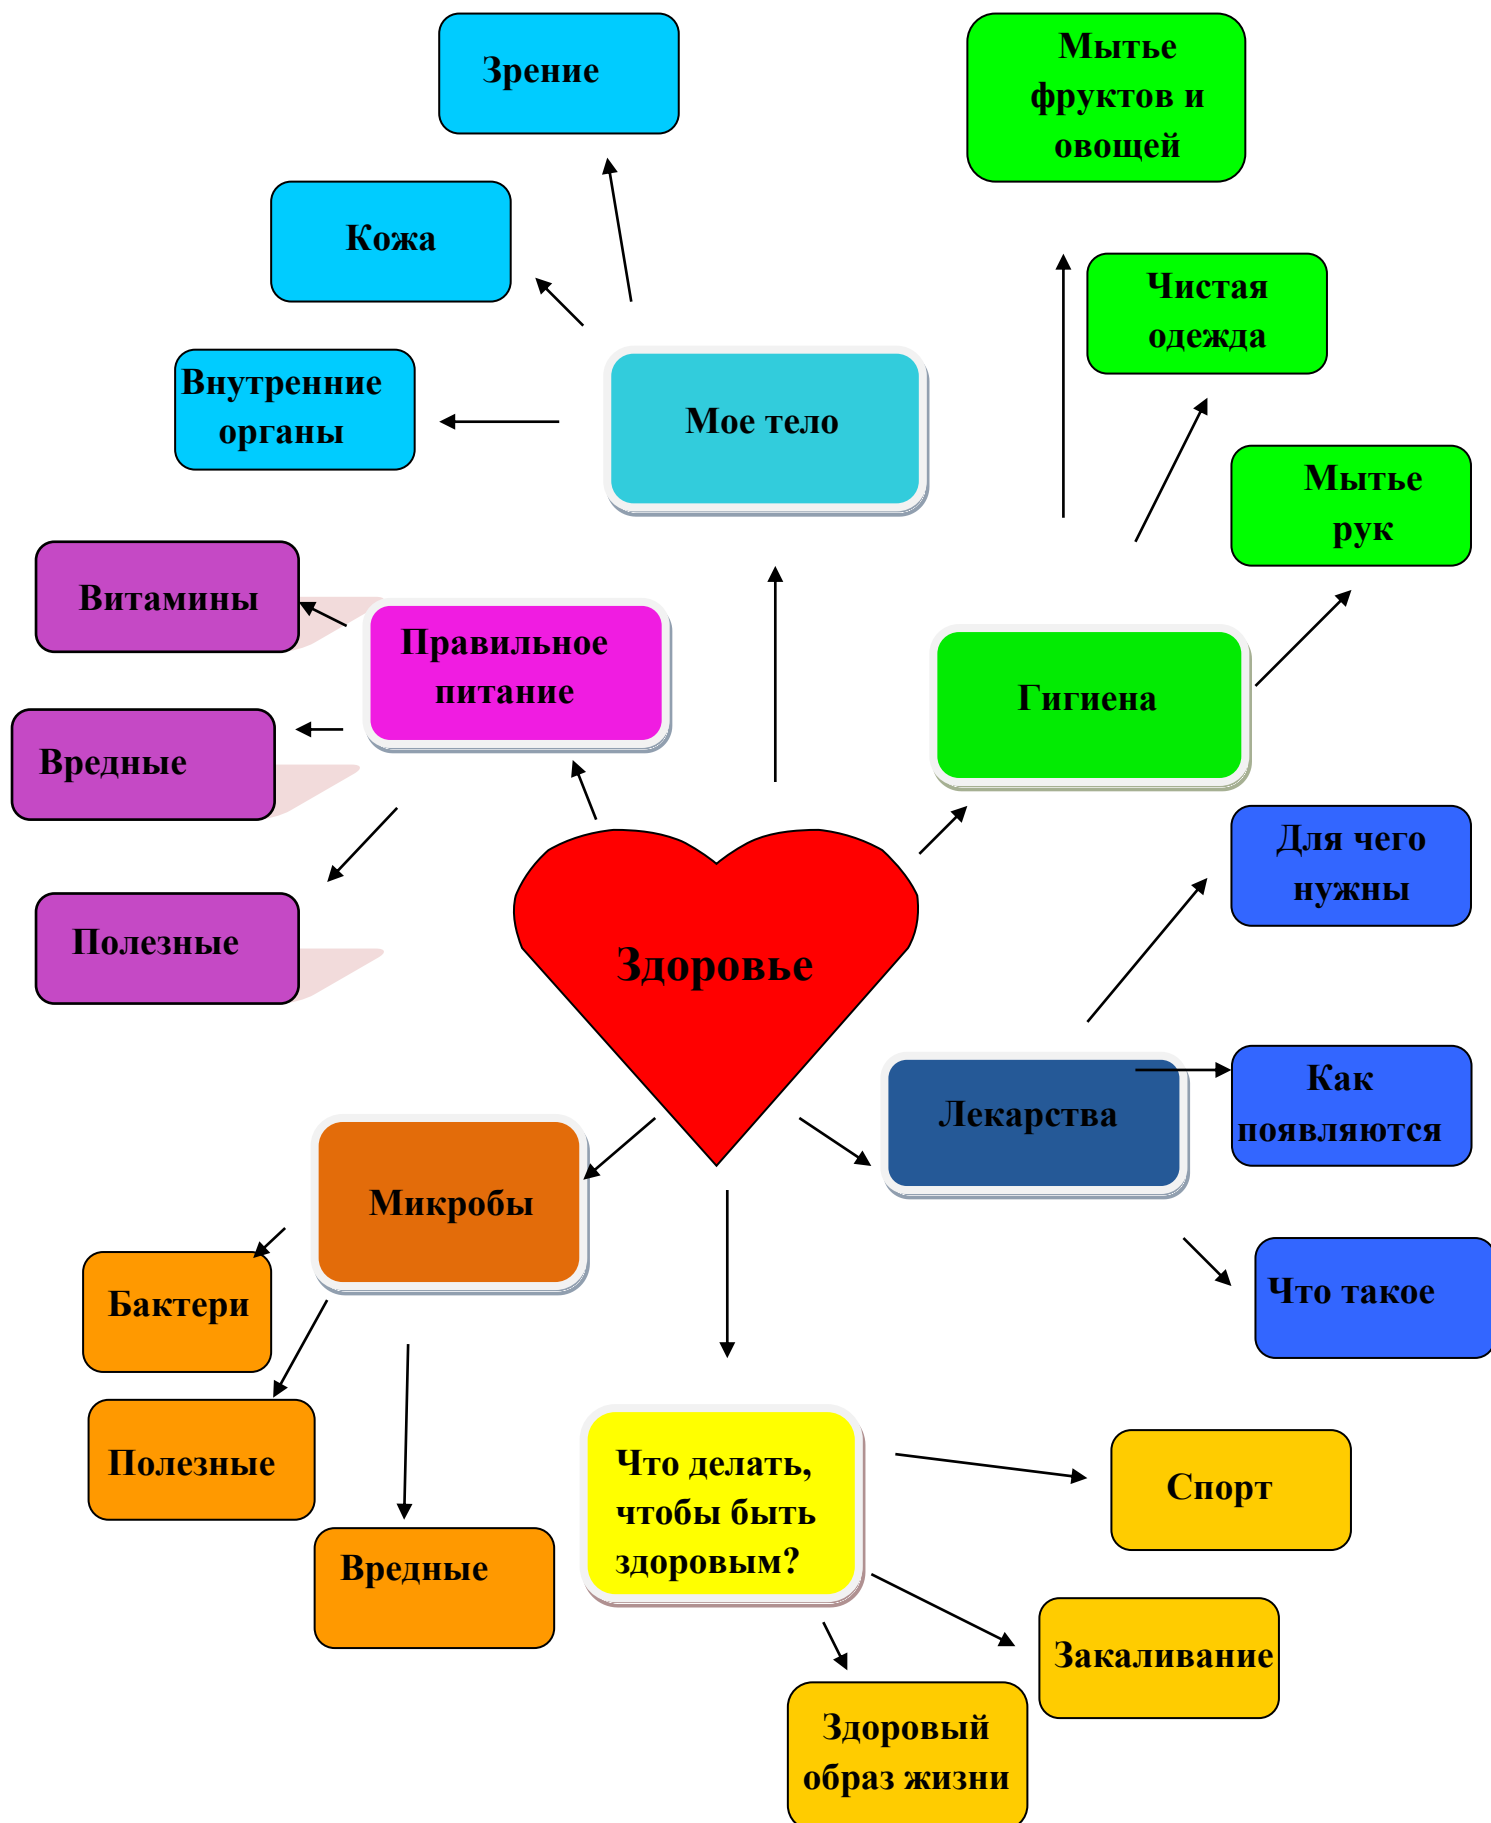 Зрение
Мытье
фруктов и
овощей
Кожа
Чистая
одежда
Внутренние
органы
Мое тело
Мытье
рук
Витамины
Правильное
питание
Гигиена
Вредные
Для чего
нужны
Полезные
Здоровье
Как
появляются
Лекарства
Микробы
Что такое
Бактери
Полезные
Что делать,
чтобы быть
здоровым?
Спорт
Вредные
Закаливание
Здоровый
образ жизни